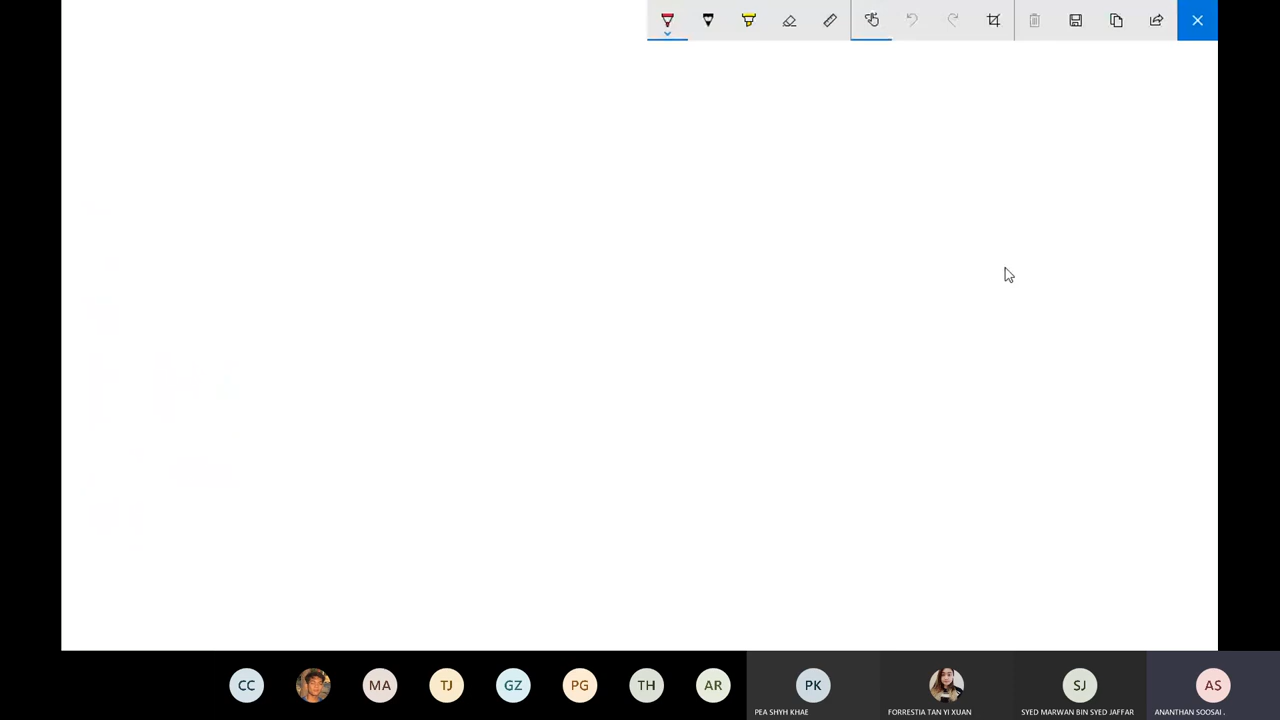 CC MA TJ GZ PG TH AR PK SJ AS
PEA SHYH KHAE FORRESTIA TAN YI XUAN SYED MARWAN BIN SYED JAFFAR ANANTHAN SOOSAI .